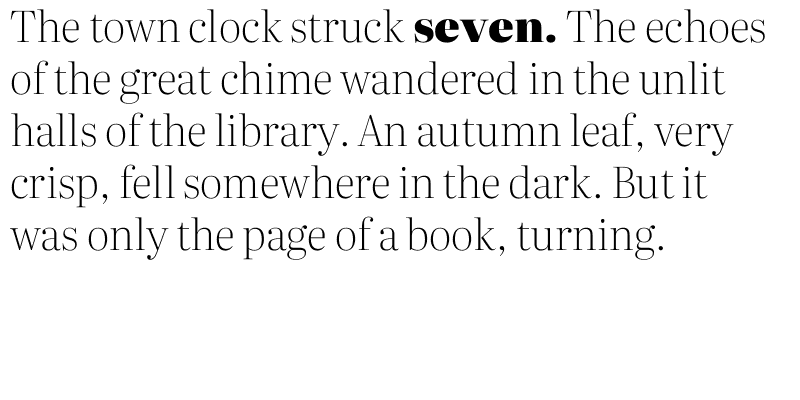 The town clock struck seven. The echoes
of the great chime wandered in the unlit
halls of the library. An autumn leaf, very
crisp, fell somewhere in the dark. But it
was only the page of a book, turning.